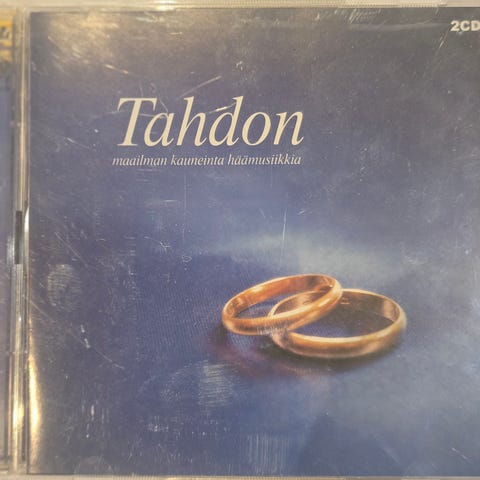 2CD
Tahdon
maailman kauneinta häämusiikkia